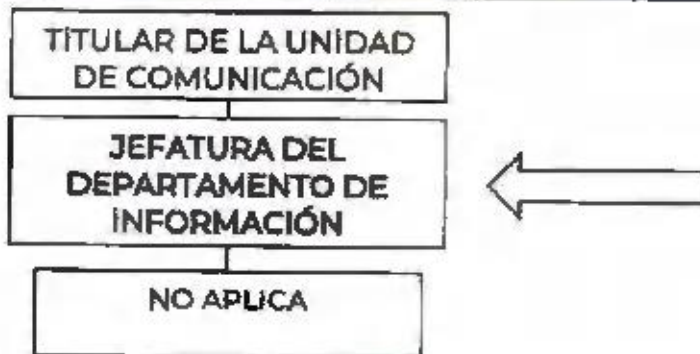 TITULAR DE LA UNIDAD
DE COMUNICACIÓN
JEFATURA DEL
DEPARTAMENTO DE
INFORMACIÓN
NO APLICA